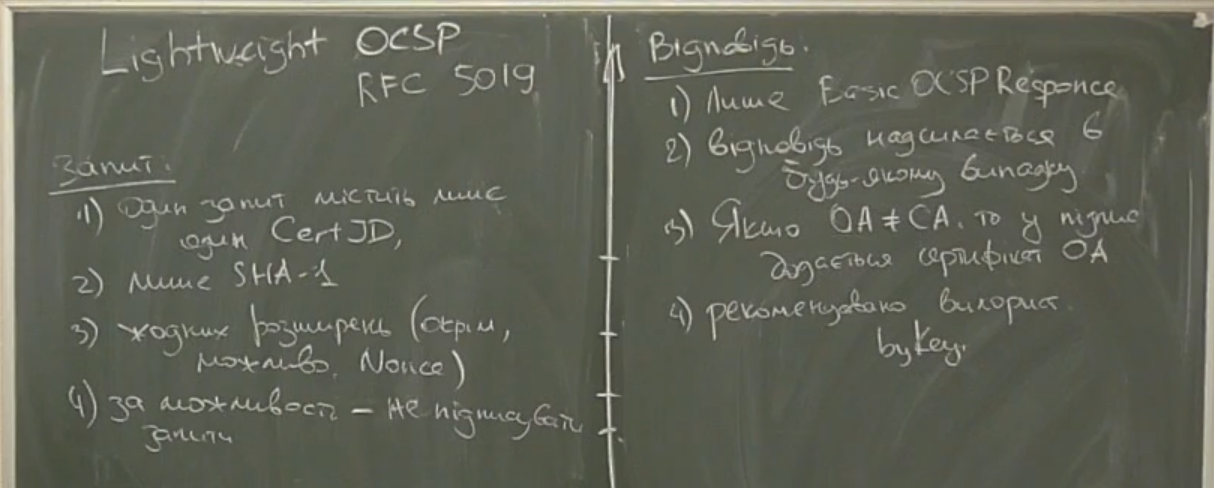 Lightweight OCSP
RFC 5019
Запит:
1) Один запит містить лише
один CertID,
2) лише SHA-1
3) жодних розширень (окрім,
можливо, Nonce)
4) за можливості - не підписувати
запити
Відповідь.
1) Лише Basic OCSP Responce
2) відповідь надсилається в
будь-якому випадку
3) Якщо OA ≠ CA, то у підпис
додається сертифікат OA
4) рекомендовано використ.
byKey.